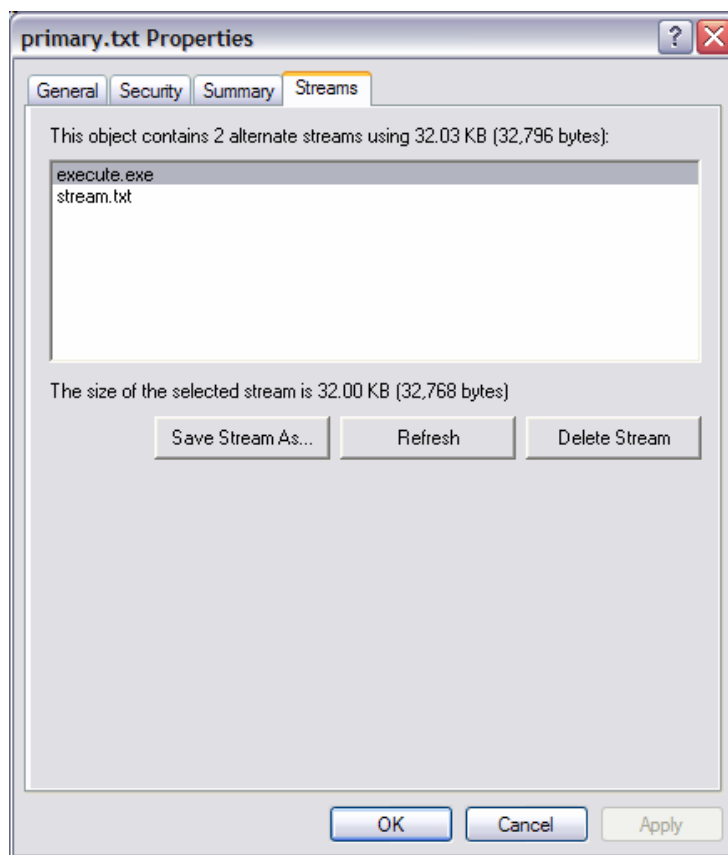 primary.txt Properties
General Security Summary Streams
This object contains 2 alternate streams using 32.03 KB (32,796 bytes):
execute.exe
stream.txt
The size of the selected stream is 32.00 KB (32,768 bytes)
Save Stream As... Refresh Delete Stream
OK Cancel Apply